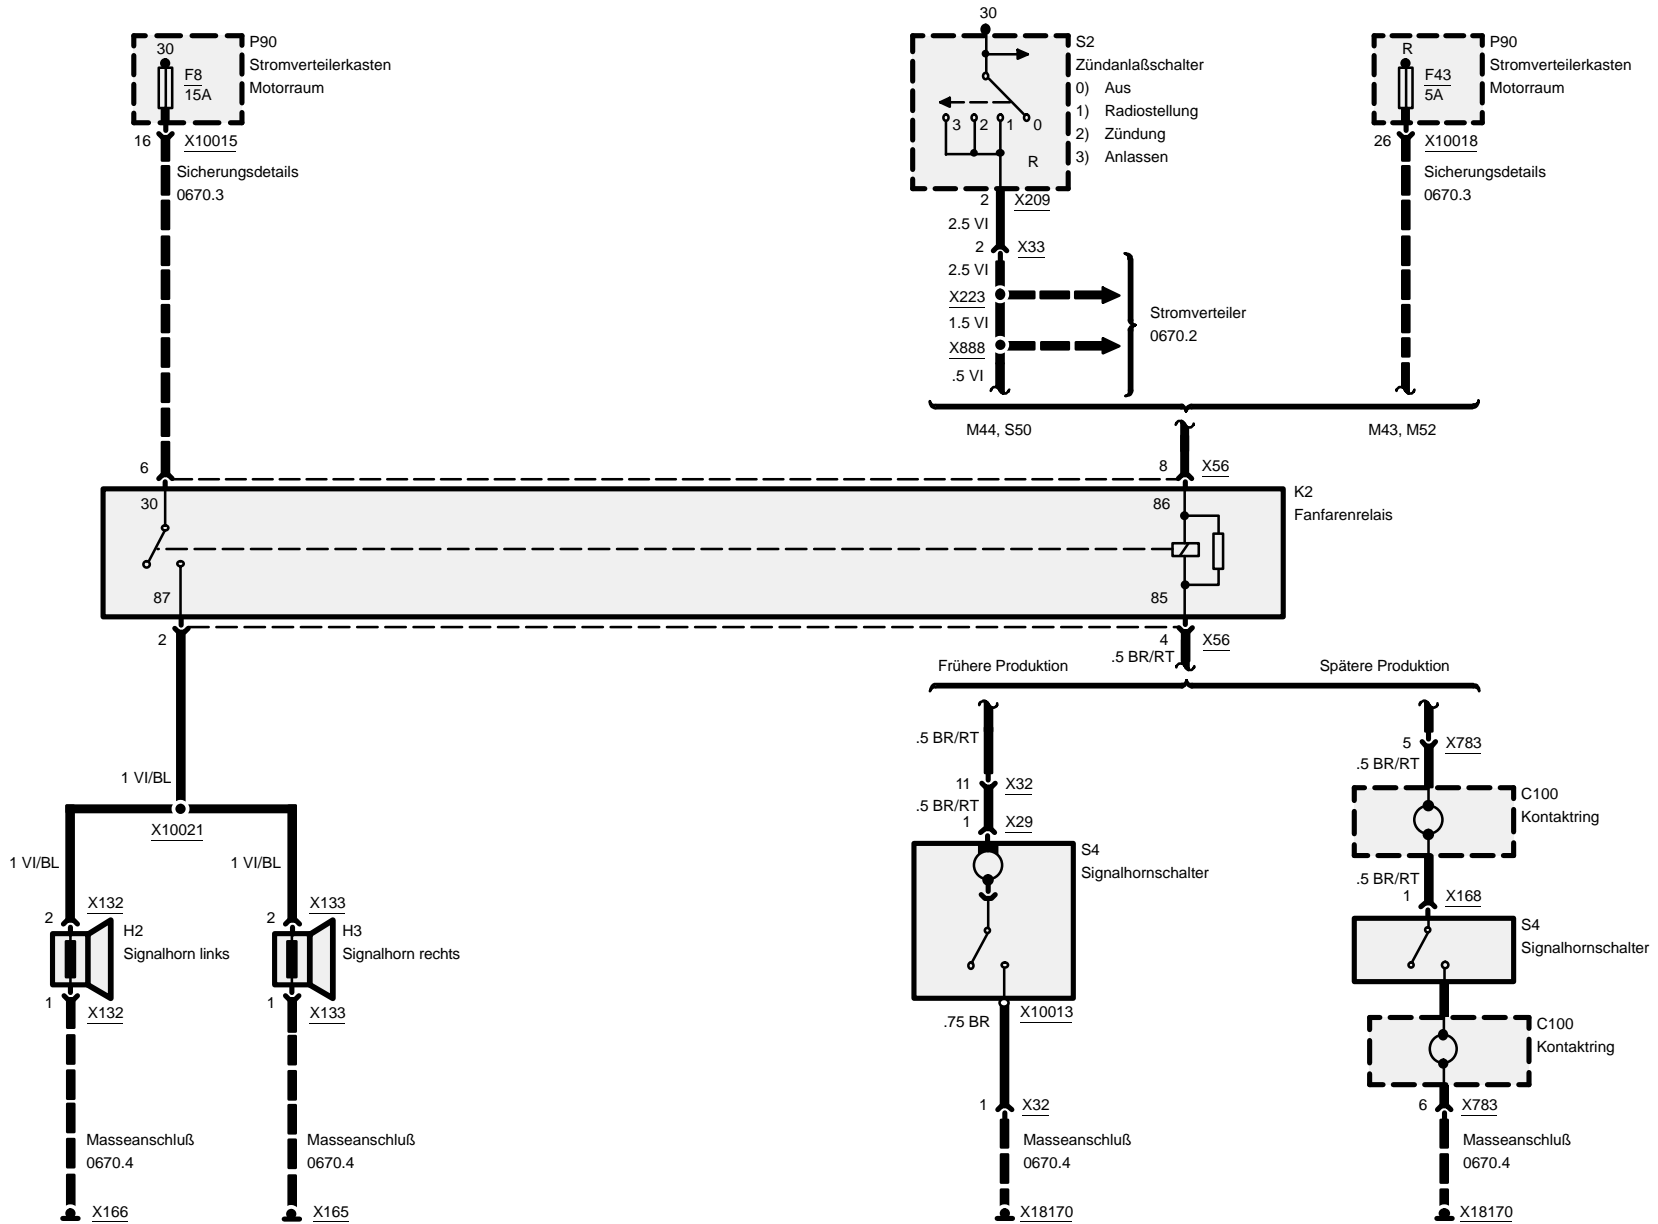 30
P90
Stromverteilerkasten
Motorraum
30
F8
15A
16 X10015
Sicherungsdetails
0670.3
S2
Zündanlaßschalter
0) Aus
1) Radiostellung
2) Zündung
3) Anlassen
3 2 1 0
R
2 X209
2.5 VI
2 X33
2.5 VI
X223
1.5 VI
X888
.5 VI
Stromverteiler
0670.2
P90
Stromverteilerkasten
Motorraum
R
F43
5A
26 X10018
Sicherungsdetails
0670.3
M44, S50
M43, M52
6
8 X56
30
86
K2
Fanfarenrelais
87
85
2
4 X56
.5 BR/RT
Frühere Produktion
Spätere Produktion
1 VI/BL
X10021
1 VI/BL
1 VI/BL
2 X132
H2
Signalhorn links
1 X132
2 X133
H3
Signalhorn rechts
1 X133
Masseanschluß
0670.4
X166
Masseanschluß
0670.4
X165
.5 BR/RT
11 X32
.5 BR/RT
1 X29
S4
Signalhornschalter
X10013
.75 BR
1 X32
Masseanschluß
0670.4
X18170
5 X783
.5 BR/RT
C100
Kontaktring
.5 BR/RT
1 X168
S4
Signalhornschalter
C100
Kontaktring
6 X783
Masseanschluß
0670.4
X18170